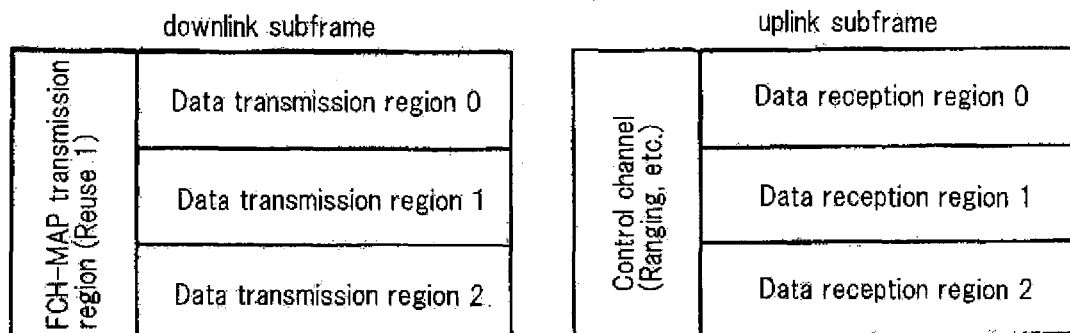 downlink subframe
FCH-MAP transmission
region (Reuse 1)
Data transmission region 0
Data transmission region 1
Data transmission region 2
uplink subframe
Control channel
(Ranging, etc.)
Data reception region 0
Data reception region 1
Data reception region 2